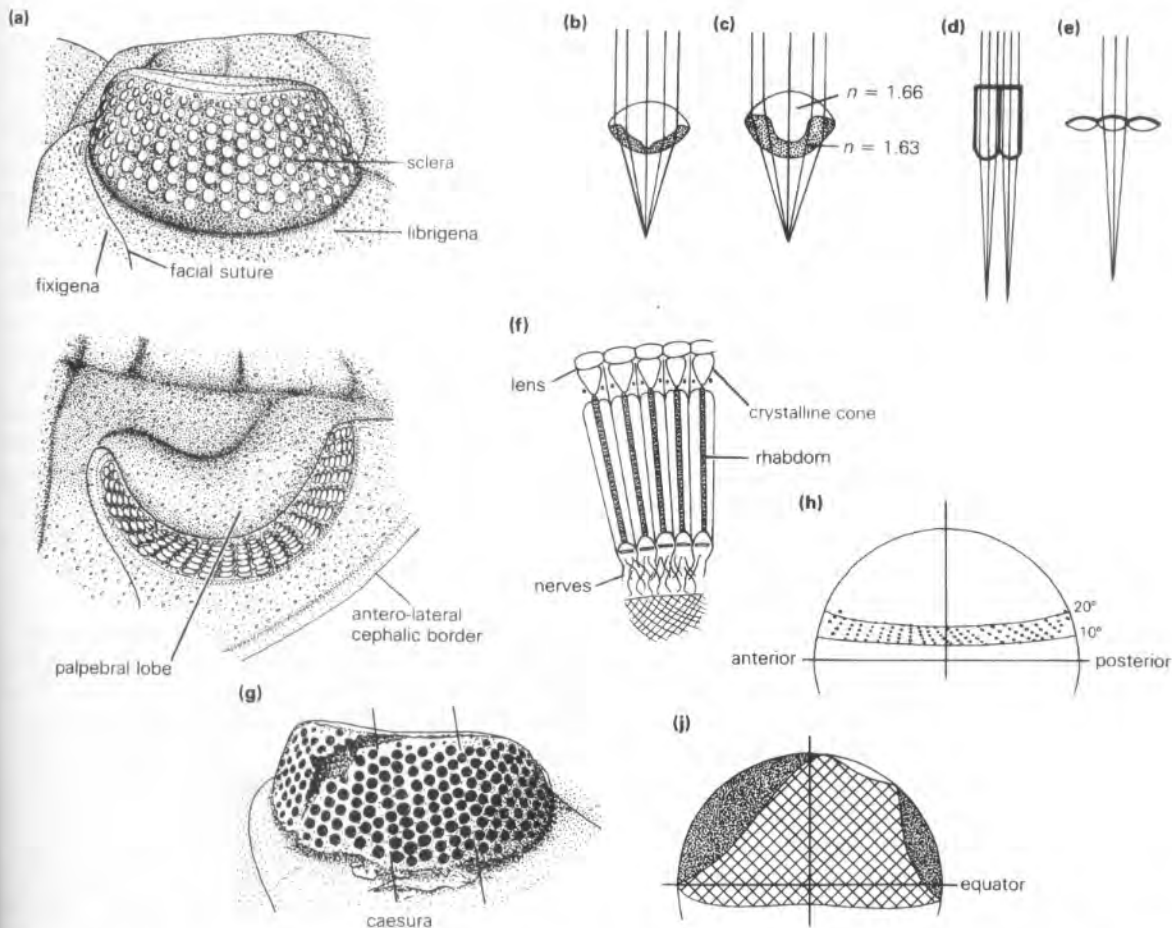 (a)
sclera
librigena
facial suture
fixigena
(b)
(c)
n = 1.66
n = 1.63
(d)
(e)
palpebral lobe
antero-lateral
cephalic border
(f)
lens
crystalline cone
rhabdom
nerves
(g)
caesura
(h)
20°
10°
anterior
posterior
(j)
equator